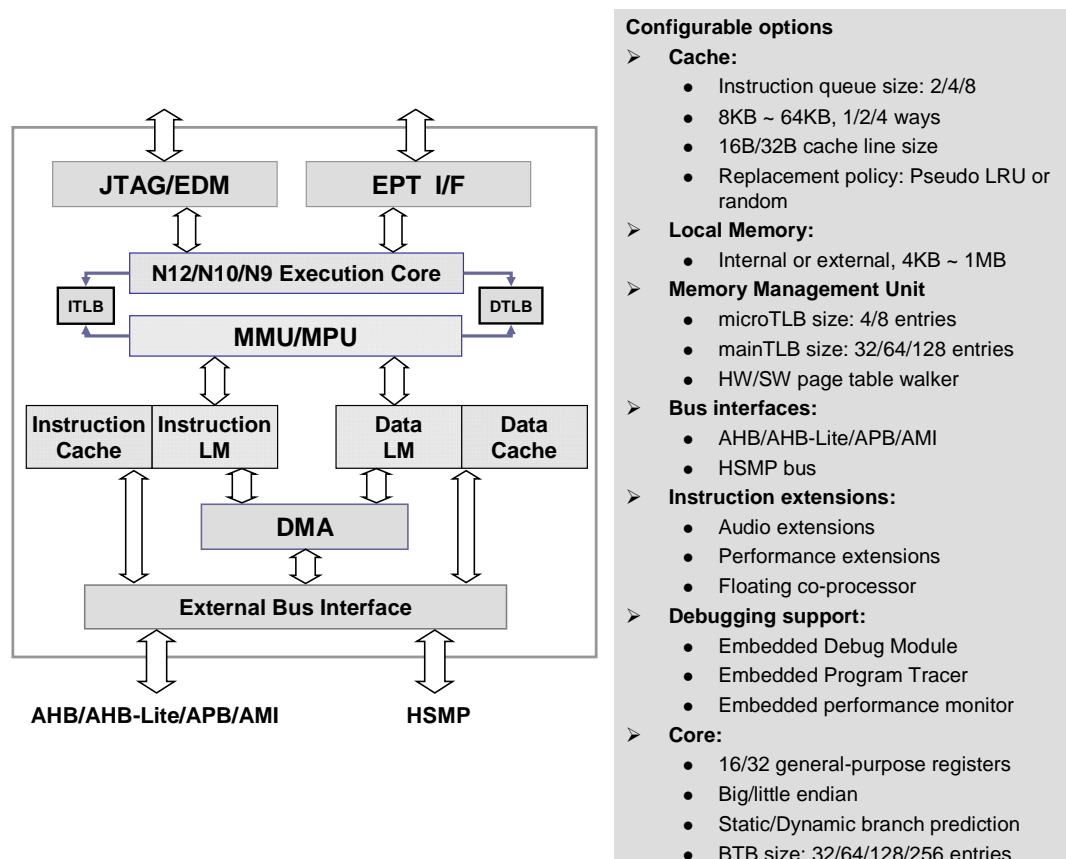 JTAG/EDM
EPT I/F
N12/N10/N9 Execution Core
ITLB
DTLB
MMU/MPU
Instruction
Cache
Instruction
LM
Data
LM
Data
Cache
DMA
External Bus Interface
AHB/AHB-Lite/APB/AMI
HSMP
Configurable options
➢ Cache:
● Instruction queue size: 2/4/8
● 8KB ~ 64KB, 1/2/4 ways
● 16B/32B cache line size
● Replacement policy: Pseudo LRU or
random
➢ Local Memory:
● Internal or external, 4KB ~ 1MB
➢ Memory Management Unit
● microTLB size: 4/8 entries
● mainTLB size: 32/64/128 entries
● HW/SW page table walker
➢ Bus interfaces:
● AHB/AHB-Lite/APB/AMI
● HSMP bus
➢ Instruction extensions:
● Audio extensions
● Performance extensions
● Floating co-processor
➢ Debugging support:
● Embedded Debug Module
● Embedded Program Tracer
● Embedded performance monitor
➢ Core:
● 16/32 general-purpose registers
● Big/little endian
● Static/Dynamic branch prediction
● BTB size: 32/64/128/256 entries